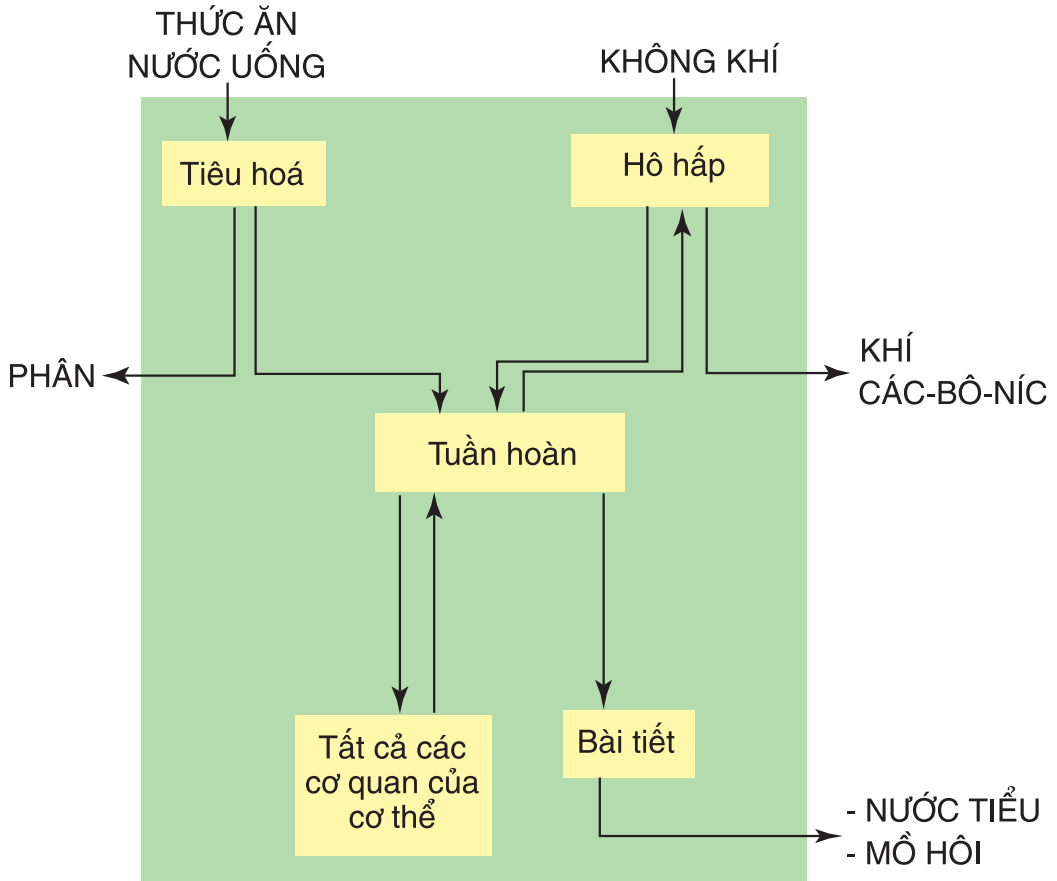 THỨC ĂN
NƯỚC UỐNG
KHÔNG KHÍ
Tiêu hoá
Hô hấp
PHÂN
KHÍ
CÁC-BÔ-NÍC
Tuần hoàn
Tất cả các
cơ quan của
cơ thể
Bài tiết
- NƯỚC TIỂU
- MỒ HÔI